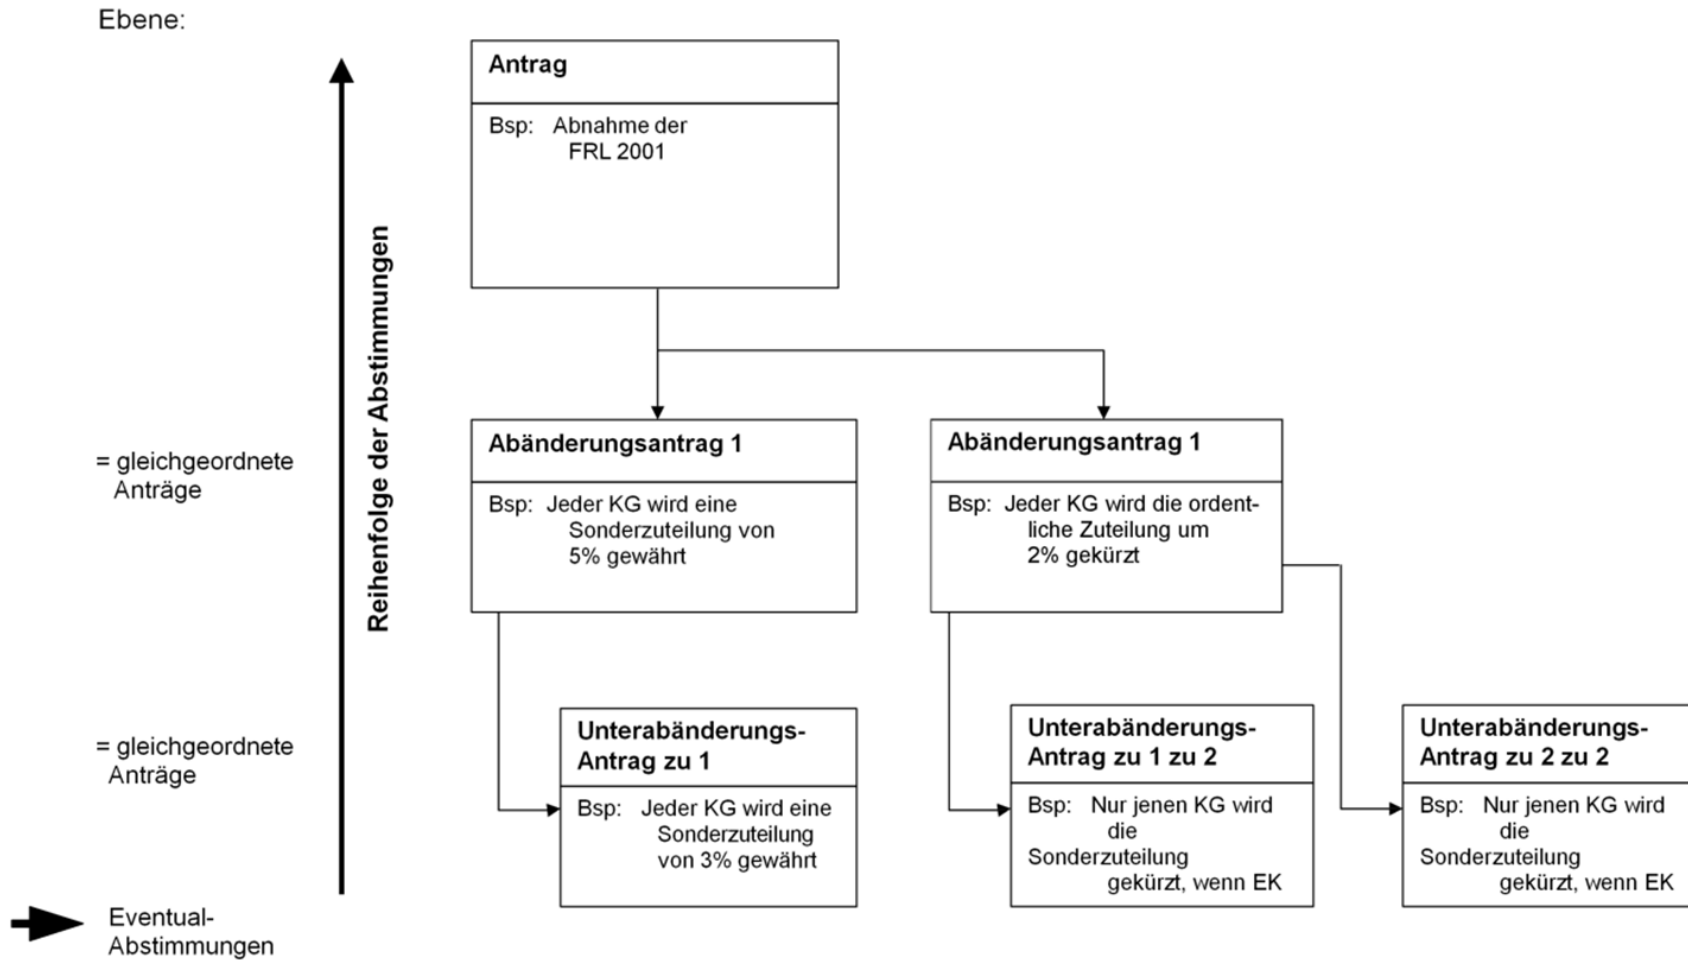 Ebene:
Antrag
Bsp: Abnahme der
FRL 2001
Reihenfolge der Abstimmungen
= gleichgeordnete
Anträge
Abänderungsantrag 1
Bsp: Jeder KG wird eine
Sonderzuteilung von
5% gewährt
Abänderungsantrag 1
Bsp: Jeder KG wird die ordent-
liche Zuteilung um
2% gekürzt
= gleichgeordnete
Anträge
Unterabänderungs-
Antrag zu 1
Bsp: Jeder KG wird eine
Sonderzuteilung
von 3% gewährt
Unterabänderungs-
Antrag zu 1 zu 2
Bsp: Nur jenen KG wird
die
Sonderzuteilung
gekürzt, wenn EK
Unterabänderungs-
Antrag zu 2 zu 2
Bsp: Nur jenen KG wird
die
Sonderzuteilung
gekürzt, wenn EK
Eventual-
Abstimmungen